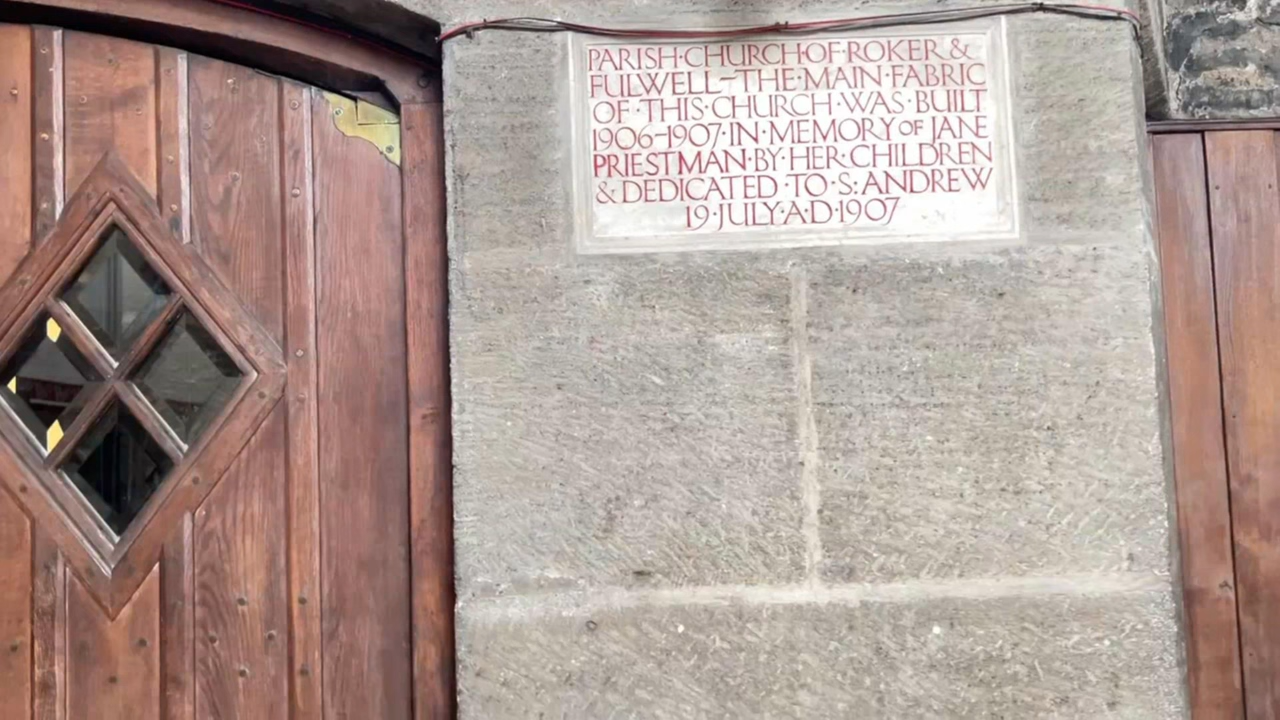 PARISH·CHURCH·OF·ROKER &
FULWELL–THE·MAIN·FABRIC
OF·THIS·CHURCH·WAS·BUILT
1906–1907·IN·MEMORY OF JANE
PRIESTMAN·BY·HER·CHILDREN
& DEDICATED·TO·S: ANDREW
19·JULY·A·D·1907